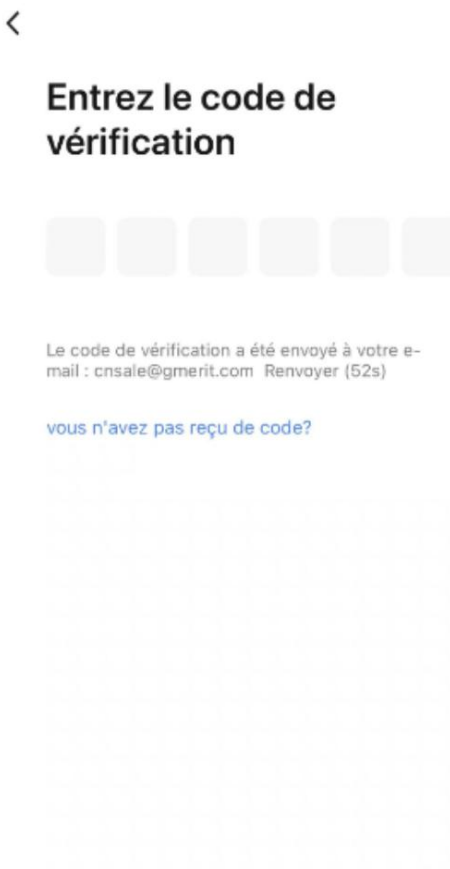 Entrez le code de
vérification
Le code de vérification a été envoyé à votre e-
mail : cnsale@gmerit.com Renvoyer (52s)
vous n'avez pas reçu de code?